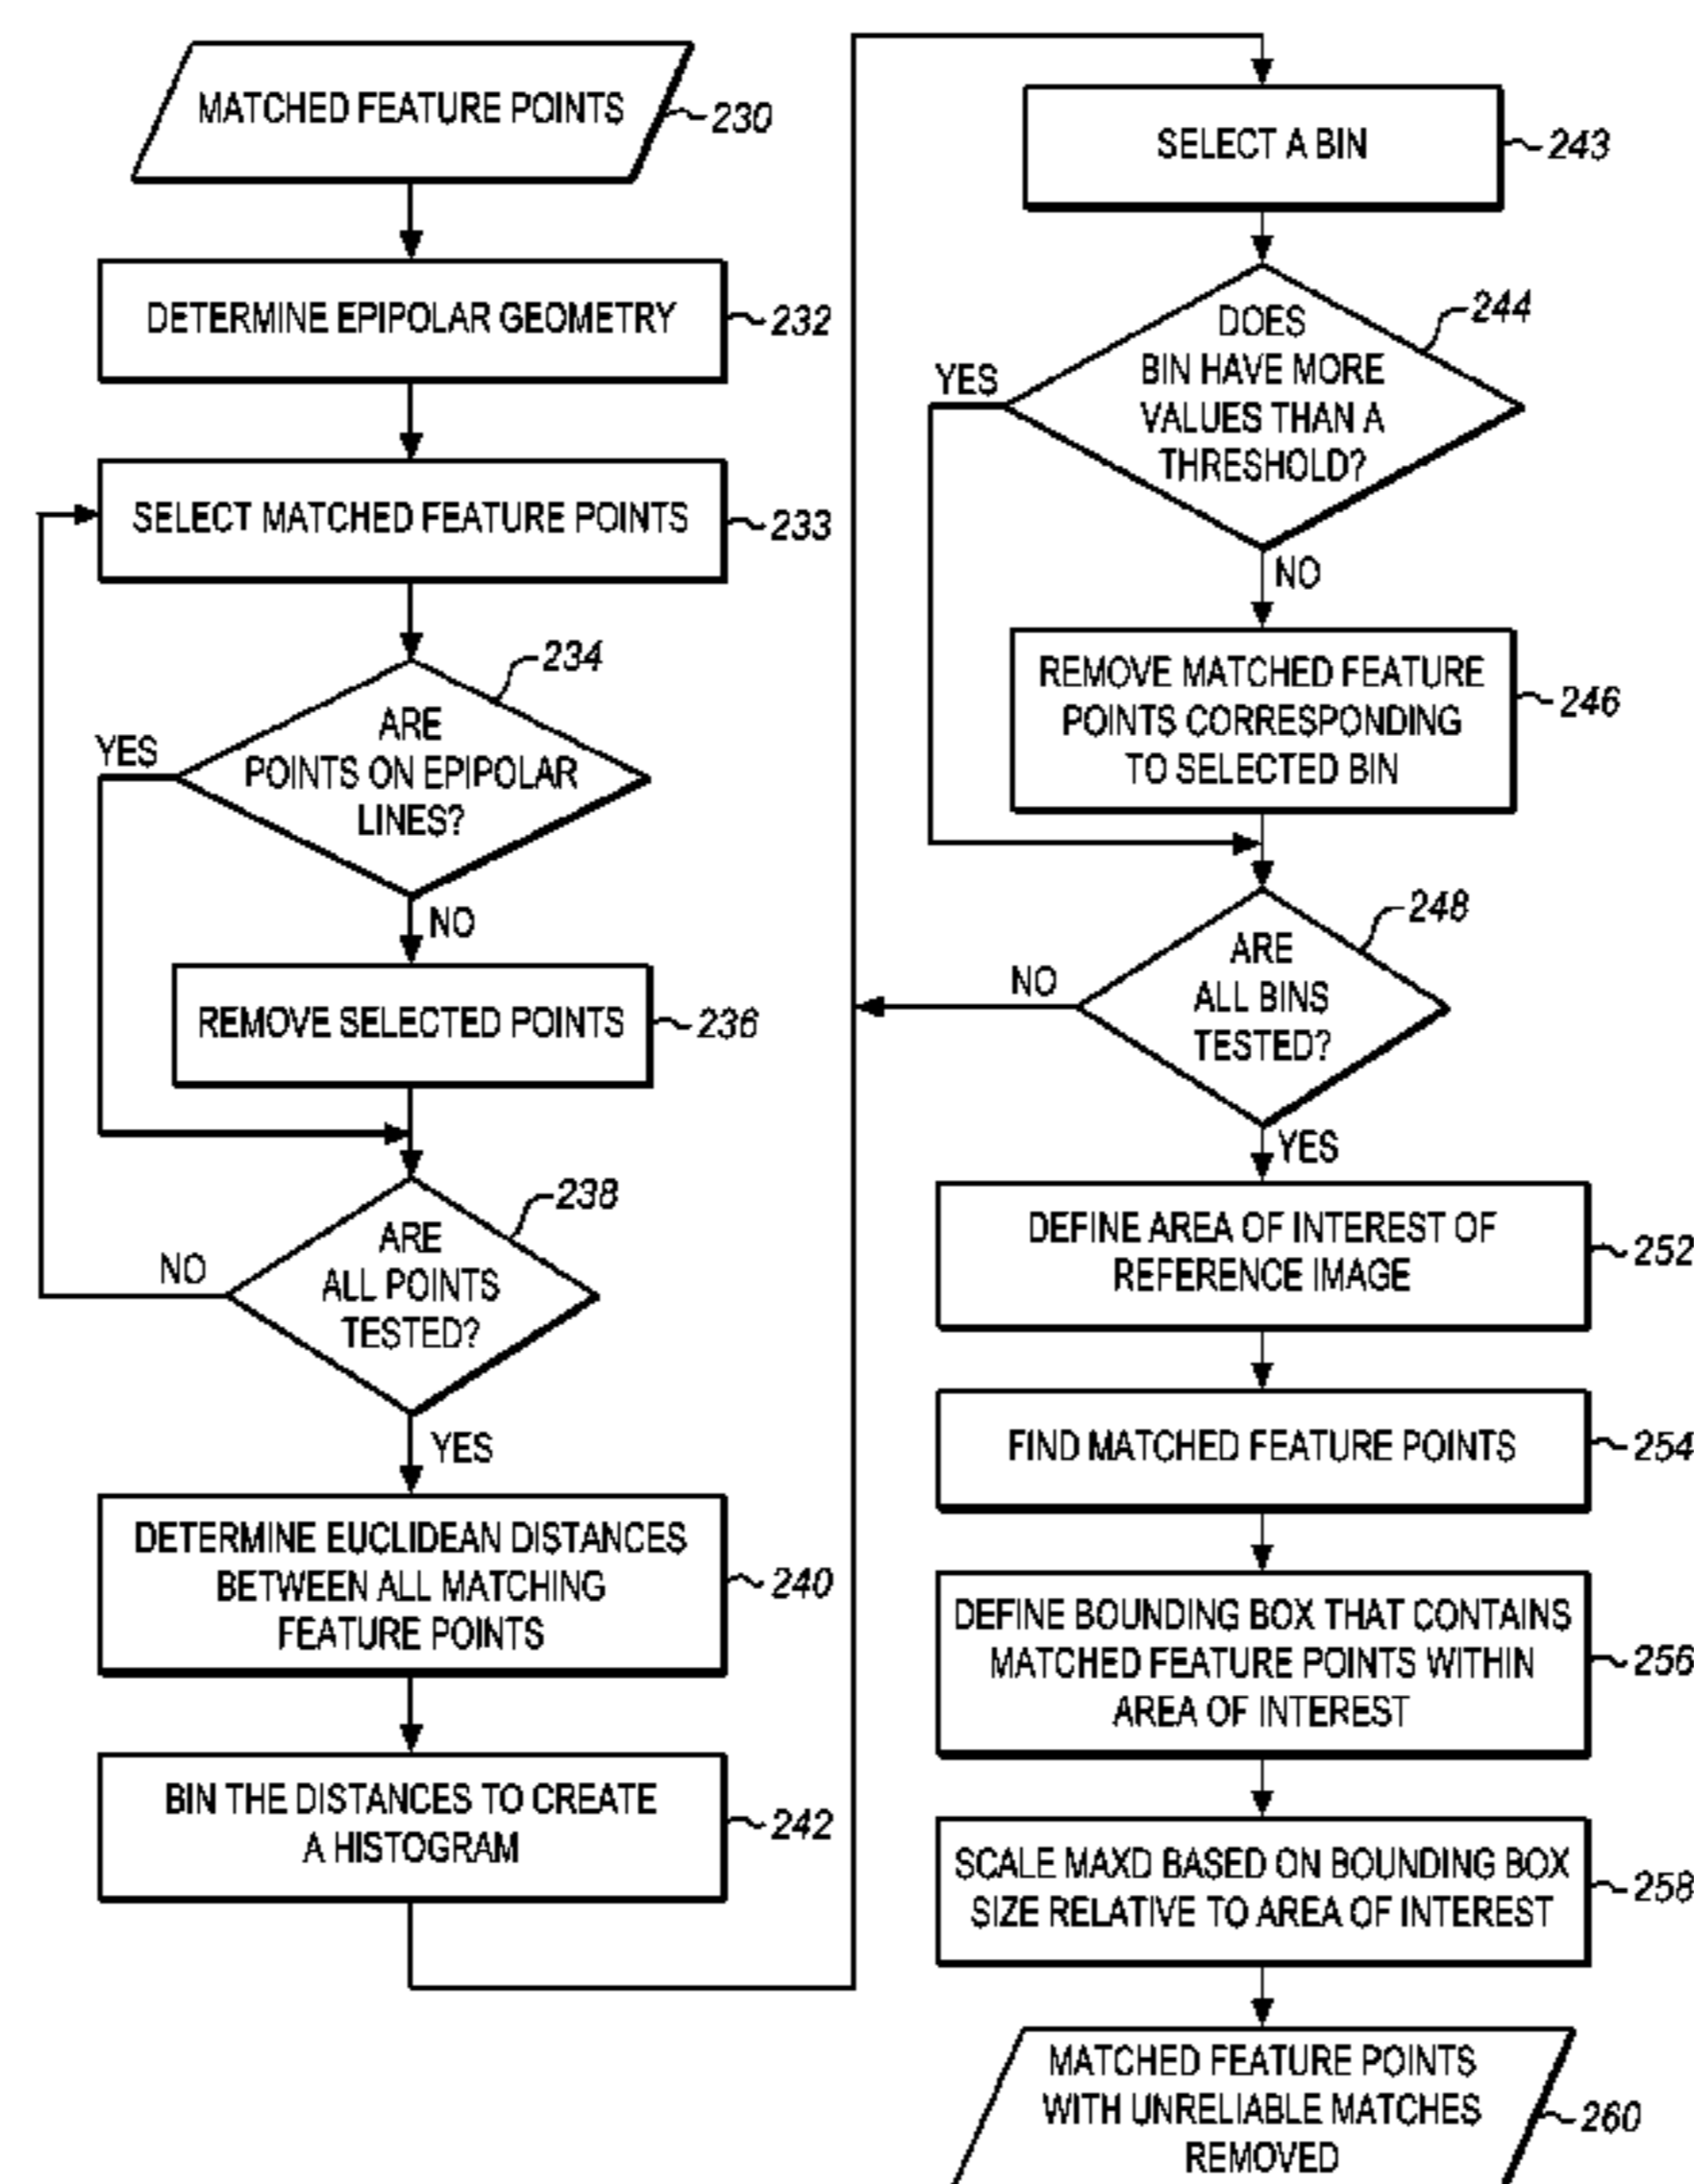 MATCHED FEATURE POINTS
230
DETERMINE EPIPOLAR GEOMETRY
232
SELECT MATCHED FEATURE POINTS
233
234
ARE
POINTS ON EPIPOLAR
LINES?
YES
NO
REMOVE SELECTED POINTS
236
238
ARE
ALL POINTS
TESTED?
NO
YES
DETERMINE EUCLIDEAN DISTANCES
BETWEEN ALL MATCHING
FEATURE POINTS
240
BIN THE DISTANCES TO CREATE
A HISTOGRAM
242
SELECT A BIN
243
244
DOES
BIN HAVE MORE
VALUES THAN A
THRESHOLD?
YES
NO
REMOVE MATCHED FEATURE
POINTS CORRESPONDING
TO SELECTED BIN
246
248
ARE
ALL BINS
TESTED?
NO
YES
DEFINE AREA OF INTEREST OF
REFERENCE IMAGE
252
FIND MATCHED FEATURE POINTS
254
DEFINE BOUNDING BOX THAT CONTAINS
MATCHED FEATURE POINTS WITHIN
AREA OF INTEREST
256
SCALE MAXD BASED ON BOUNDING BOX
SIZE RELATIVE TO AREA OF INTEREST
258
MATCHED FEATURE POINTS
WITH UNRELIABLE MATCHES
REMOVED
260